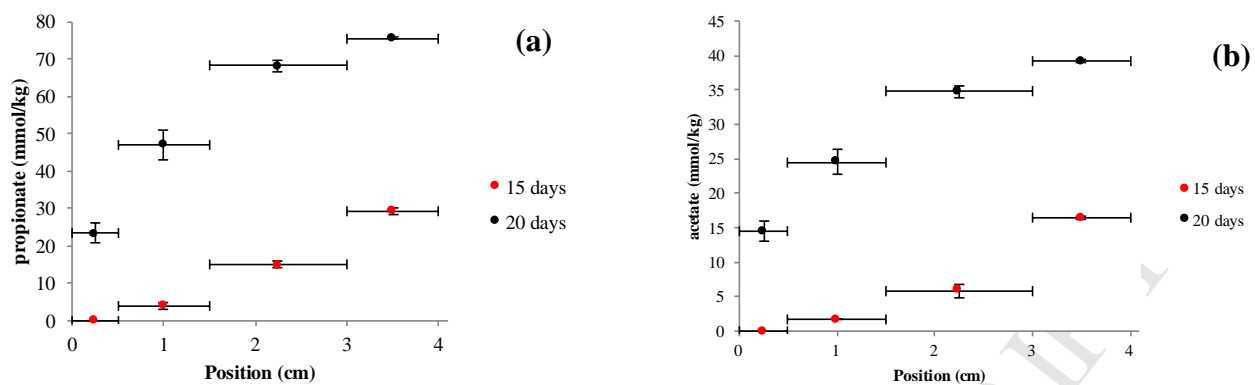 (a)
propionate (mmol/kg)
80
70
60
50
40
30
20
10
0
0 1 2 3 4
Position (cm)
15 days
20 days
(b)
acetate (mmol/kg)
45
40
35
30
25
20
15
10
5
0
0 1 2 3 4
Position (cm)
15 days
20 days